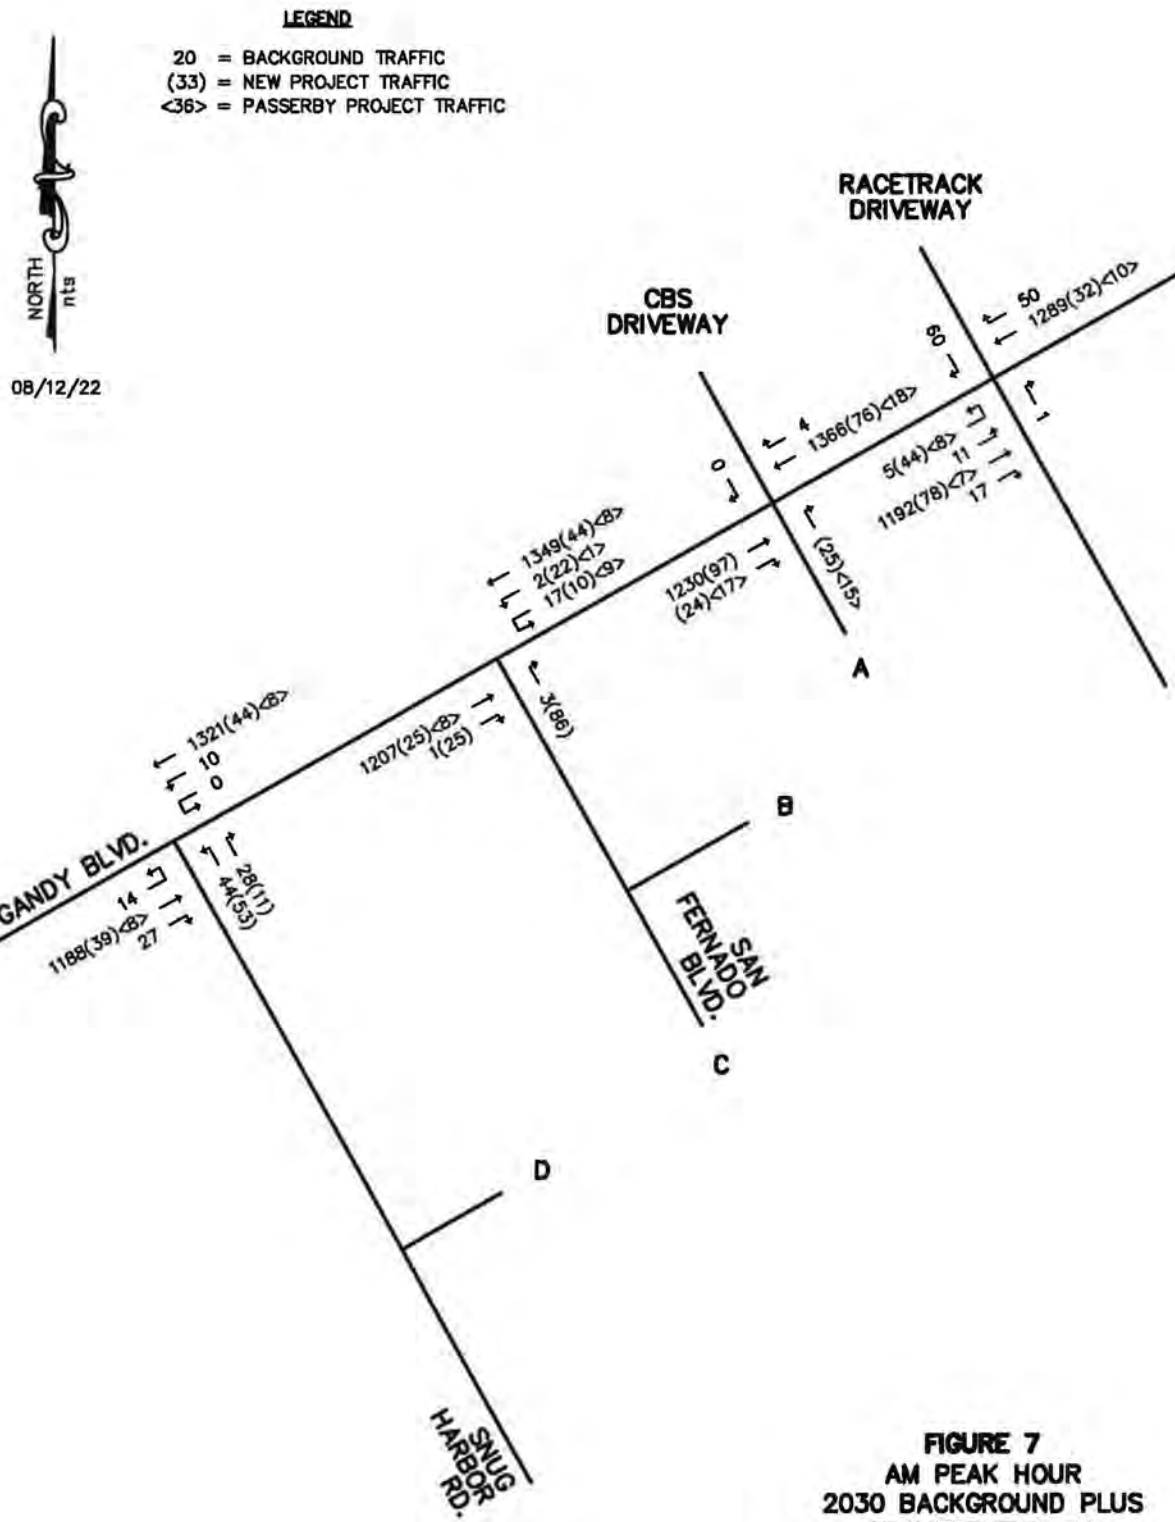 LEGEND
20 = BACKGROUND TRAFFIC
(33) = NEW PROJECT TRAFFIC
<36> = PASSERBY PROJECT TRAFFIC
NORTH
nts
08/12/22
RACETRACK
DRIVEWAY
50
1289(32)<10>
60
1
5(44)<8>
11
1192(78)<7>
17
CBS
DRIVEWAY
4
1366(76)<18>
0
(25)<15>
1230(97)
(24)<17>
A
1349(44)<8>
2(22)<1>
17(10)<9>
3(86)
1207(25)<8>
1(25)
B
SAN
FERNADO
BLVD.
C
1321(44)<8>
10
0
GANDY BLVD.
28(11)
44(53)
14
1188(39)<8>
27
D
SNUG
HARBOR
RD.
FIGURE 7
AM PEAK HOUR
2030 BACKGROUND PLUS